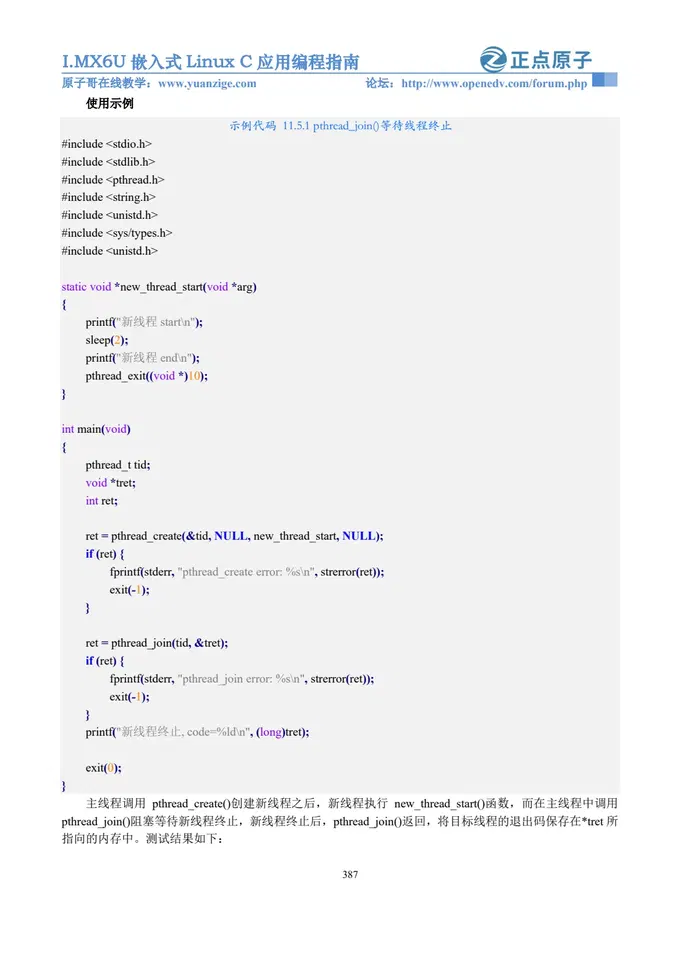 I.MX6U 嵌入式 Linux C 应用编程指南
正点原子
原子哥在线教学：www.yuanzige.com
论坛：http://www.openedv.com/forum.php
使用示例
示例代码 11.5.1 pthread_join()等待线程终止
#include <stdio.h>
#include <stdlib.h>
#include <pthread.h>
#include <string.h>
#include <unistd.h>
#include <sys/types.h>
#include <unistd.h>
static void *new_thread_start(void *arg)
{
printf("新线程 start\n");
sleep(2);
printf("新线程 end\n");
pthread_exit((void *)10);
}
int main(void)
{
pthread_t tid;
void *tret;
int ret;
ret = pthread_create(&tid, NULL, new_thread_start, NULL);
if (ret) {
fprintf(stderr, "pthread_create error: %s\n", strerror(ret));
exit(-1);
}
ret = pthread_join(tid, &tret);
if (ret) {
fprintf(stderr, "pthread_join error: %s\n", strerror(ret));
exit(-1);
}
printf("新线程终止, code=%ld\n", (long)tret);
exit(0);
}
主线程调用 pthread_create()创建新线程之后，新线程执行 new_thread_start()函数，而在主线程中调用
pthread_join()阻塞等待新线程终止，新线程终止后，pthread_join()返回，将目标线程的退出码保存在*tret 所
指向的内存中。测试结果如下：
387